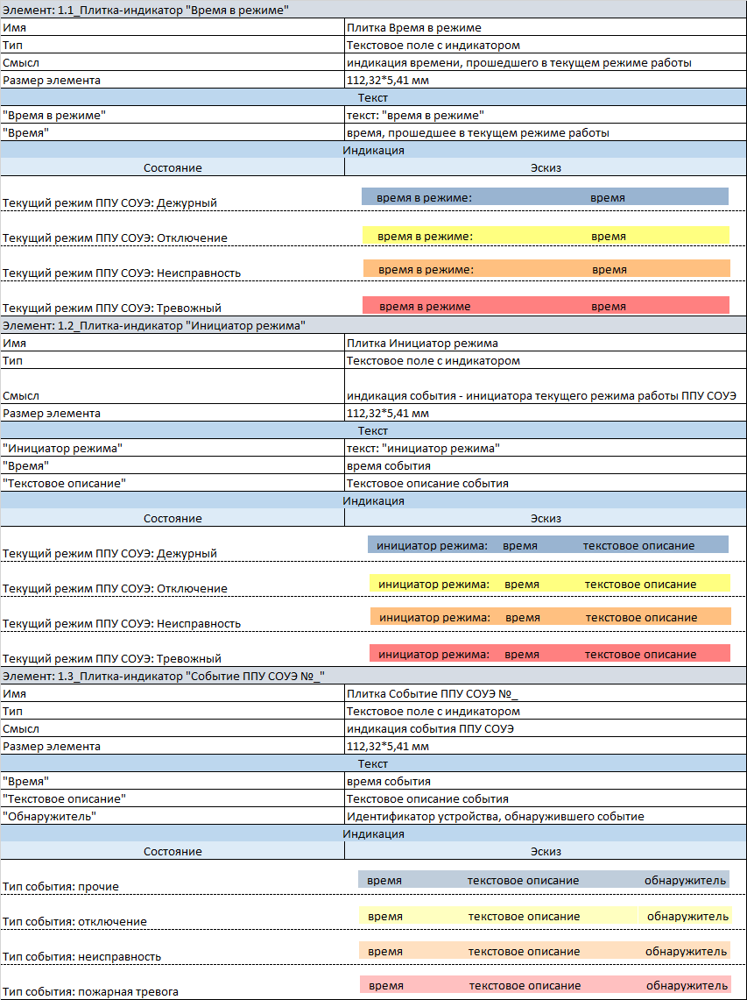 Элемент: 1.1_Плитка-индикатор "Время в режиме"
Имя Плитка Время в режиме
Тип Текстовое поле с индикатором
Смысл индикация времени, прошедшего в текущем режиме работы
Размер элемента 112,32*5,41 мм
Текст
"Время в режиме" текст: "время в режиме"
"Время" время, прошедшее в текущем режиме работы
Индикация
Состояние Эскиз
Текущий режим ППУ СОУЭ: Дежурный время в режиме: время
Текущий режим ППУ СОУЭ: Отключение время в режиме: время
Текущий режим ППУ СОУЭ: Неисправность время в режиме: время
Текущий режим ППУ СОУЭ: Тревожный время в режиме время
Элемент: 1.2_Плитка-индикатор "Инициатор режима"
Имя Плитка Инициатор режима
Тип Текстовое поле с индикатором
Смысл индикация события - инициатора текущего режима работы ППУ СОУЭ
Размер элемента 112,32*5,41 мм
Текст
"Инициатор режима" текст: "инициатор режима"
"Время" время события
"Текстовое описание" Текстовое описание события
Индикация
Состояние Эскиз
Текущий режим ППУ СОУЭ: Дежурный инициатор режима: время текстовое описание
Текущий режим ППУ СОУЭ: Отключение инициатор режима: время текстовое описание
Текущий режим ППУ СОУЭ: Неисправность инициатор режима: время текстовое описание
Текущий режим ППУ СОУЭ: Тревожный инициатор режима: время текстовое описание
Элемент: 1.3_Плитка-индикатор "Событие ППУ СОУЭ №_"
Имя Плитка Событие ППУ СОУЭ №_
Тип Текстовое поле с индикатором
Смысл индикация события ППУ СОУЭ
Размер элемента 112,32*5,41 мм
Текст
"Время" время события
"Текстовое описание" Текстовое описание события
"Обнаружитель" Идентификатор устройства, обнаружившего событие
Индикация
Состояние Эскиз
Тип события: прочие время текстовое описание обнаружитель
Тип события: отключение время текстовое описание обнаружитель
Тип события: неисправность время текстовое описание обнаружитель
Тип события: пожарная тревога время текстовое описание обнаружитель